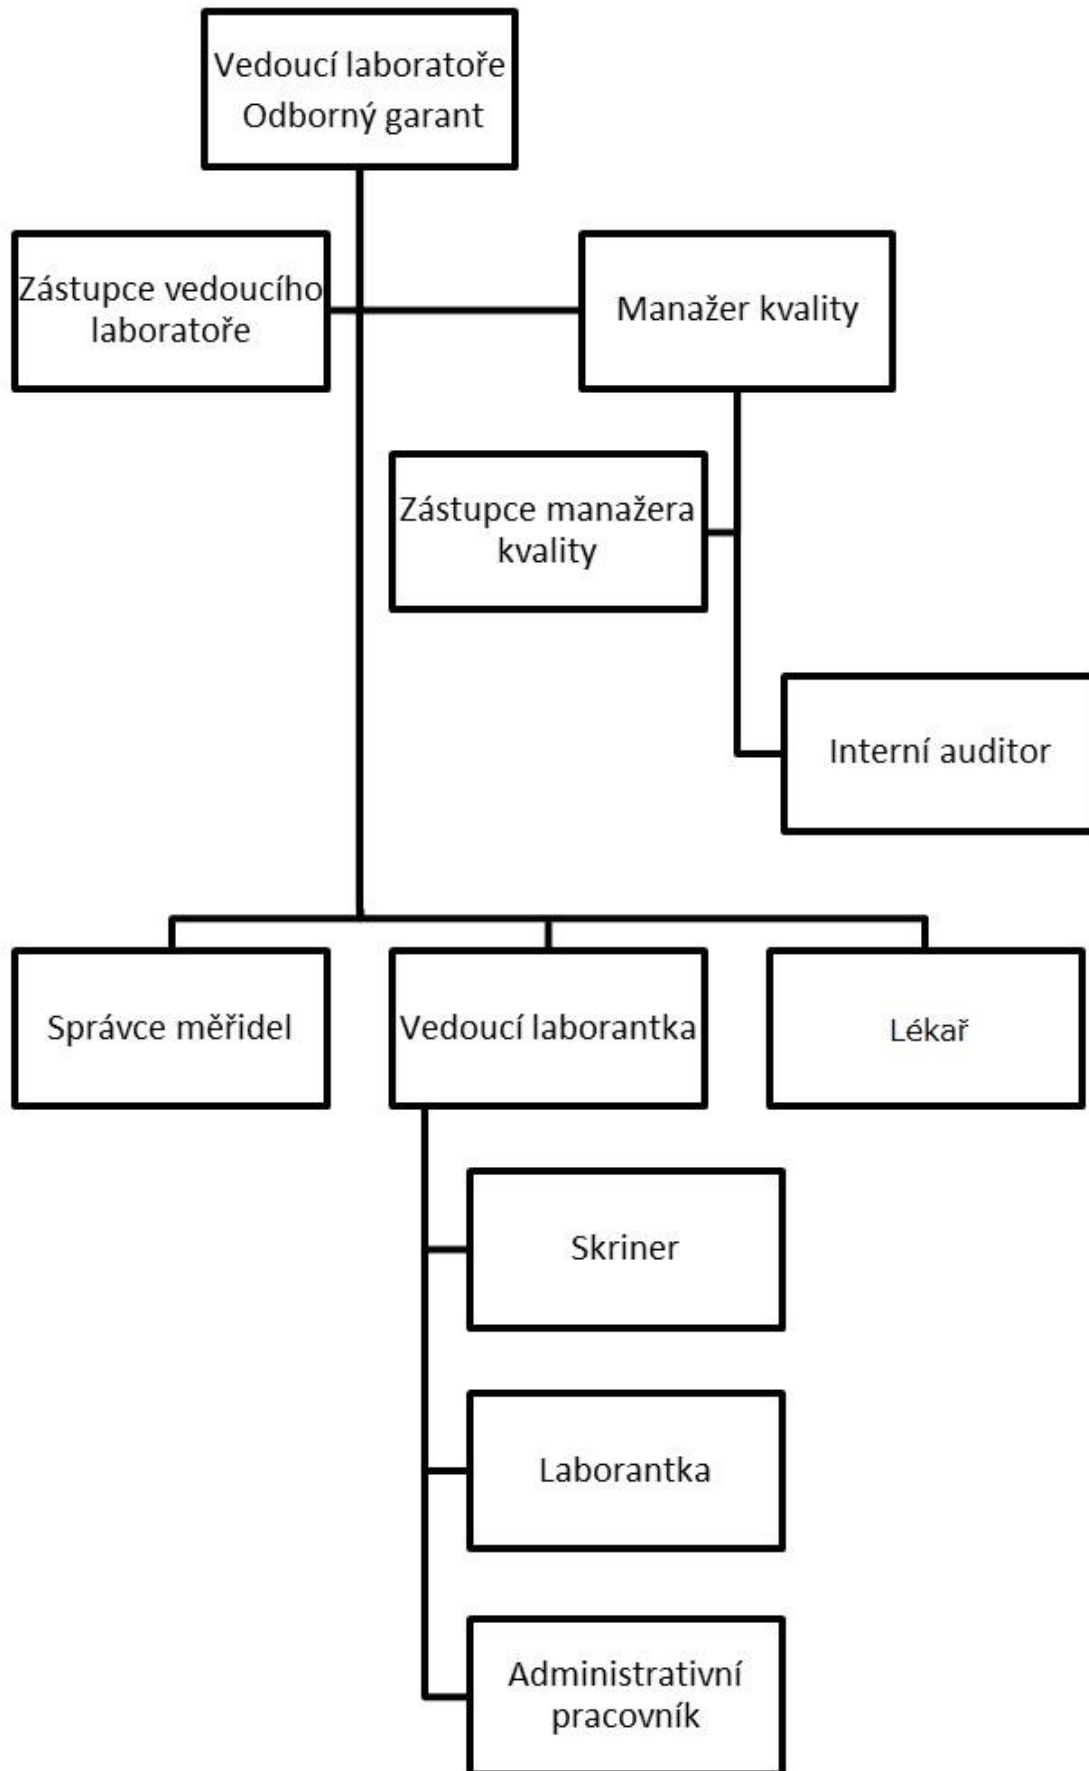 Vedoucí laboratoře
Odborný garant
Zástupce vedoucího
laboratoře
Manažer kvality
Zástupce manažera
kvality
Interní auditor
Správce měřidel
Vedoucí laborantka
Lékař
Skriner
Laborantka
Administrativní
pracovník